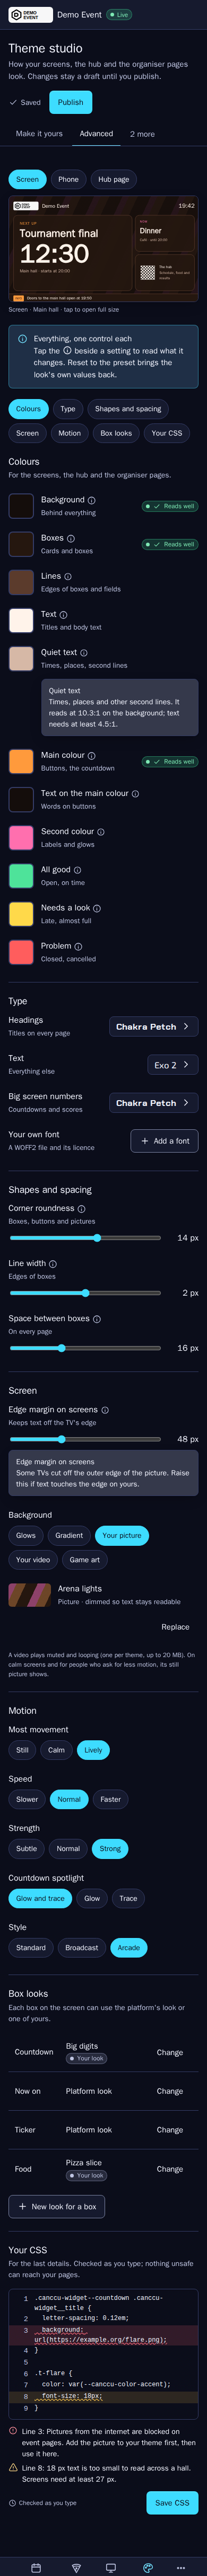 DEMO EVENT
Demo Event
Live
Theme studio
How your screens, the hub and the organiser pages
look. Changes stay a draft until you publish.
Saved
Publish
Make it yours
Advanced
2 more
Screen
Phone
Hub page
DEMO EVENT
Demo Event
19:42
NEXT UP
Tournament final
12:30
Main hall · starts at 20:00
NOW
Dinner
Café · until 20:00
The Hub
Schedule, food and results
Doors to the main hall open at 19:50
Screen · Main hall · tap to open full size
Everything, one control each
Tap the ⓘ beside a setting to read what it
changes. Reset to the preset brings the
look's own values back.
Colours
Type
Shapes and spacing
Screen
Motion
Box looks
Your CSS
Colours
For the screens, the hub and the organiser pages.
Background
Behind everything
Reads well
Boxes
Cards and boxes
Reads well
Lines
Edges of boxes and fields
Text
Titles and body text
Quiet text
Times, places, second lines
Quiet text
Times, places and other second lines. It
reads at 10.3:1 on the background; text
needs at least 4.5:1.
Main colour
Buttons, the countdown
Reads well
Text on the main colour
Words on buttons
Second colour
Labels and glows
All good
Open, on time
Needs a look
Late, almost full
Problem
Closed, cancelled
Type
Headings
Titles on every page
Chakra Petch
Text
Everything else
Exo 2
Big screen numbers
Countdowns and scores
Chakra Petch
Your own font
A WOFF2 file and its licence
Add a font
Shapes and spacing
Corner roundness
Boxes, buttons and pictures
14 px
Line width
Edges of boxes
2 px
Space between boxes
On every page
16 px
Screen
Edge margin on screens
Keeps text off the TV's edge
48 px
Edge margin on screens
Some TVs cut off the outer edge of the picture. Raise
this if text touches the edge on yours.
Background
Glows
Gradient
Your picture
Your video
Game art
Arena lights
Picture · dimmed so text stays readable
Replace
A video plays muted and looping (one per theme, up to 20 MB). On
calm screens and for people who ask for less motion, its still
picture shows.
Motion
Most movement
Still
Calm
Lively
Speed
Slower
Normal
Faster
Strength
Subtle
Normal
Strong
Countdown spotlight
Glow and trace
Glow
Trace
Style
Standard
Broadcast
Arcade
Box looks
Each box on the screen can use the platform's look or
one of yours.
Countdown
Big digits
Your look
Change
Now on
Platform look
Change
Ticker
Platform look
Change
Food
Pizza slice
Your look
Change
New look for a box
Your CSS
For the last details. Checked as you type; nothing unsafe
can reach your pages.
1 .canccu-widget--countdown .canccu-
widget__title {
2 letter-spacing: 0.12em;
3 background:
url(https://example.org/flare.png);
4 }
5
6 .t-flare {
7 color: var(--canccu-color-accent);
8 font-size: 18px;
9 }
Line 3: Pictures from the internet are blocked on
event pages. Add the picture to your theme first, then
use it here.
Line 8: 18 px text is too small to read across a hall.
Screens need at least 27 px.
Checked as you type
Save CSS